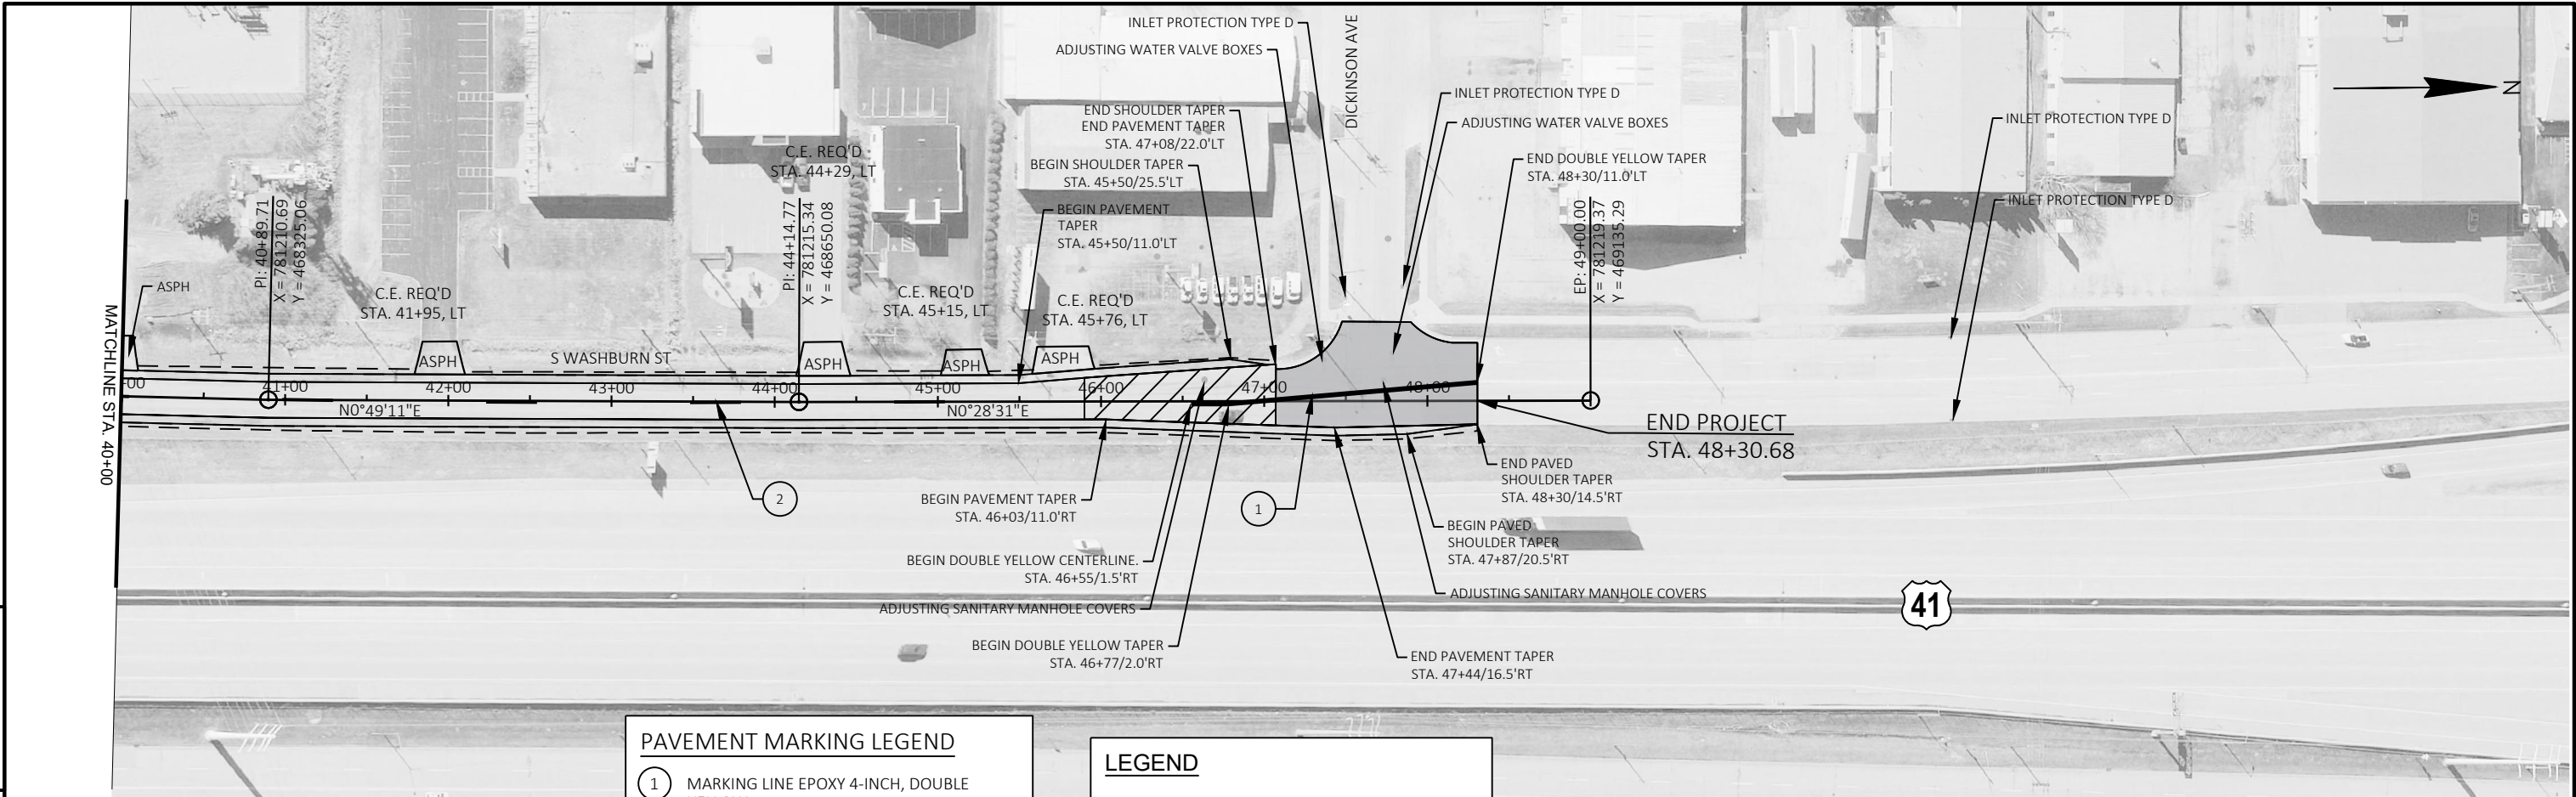 INLET PROTECTION TYPE D
ADJUSTING WATER VALVE BOXES
DICKINSON AVE
END SHOULDER TAPER
END PAVEMENT TAPER
STA. 47+08/22.0'LT
BEGIN SHOULDER TAPER
STA. 45+50/25.5'LT
BEGIN PAVEMENT
TAPER
STA. 45+50/11.0'LT
INLET PROTECTION TYPE D
ADJUSTING WATER VALVE BOXES
END DOUBLE YELLOW TAPER
STA. 48+30/11.0'LT
INLET PROTECTION TYPE D
INLET PROTECTION TYPE D
N
C.E. REQ'D
STA. 44+29, LT
PI: 40+89.71
X = 781210.69
Y = 468325.06
PI: 44+14.77
X = 781215.34
Y = 468650.08
EP: 49+00.00
X = 781219.37
Y = 469135.29
ASPH
C.E. REQ'D
STA. 41+95, LT
C.E. REQ'D
STA. 45+15, LT
C.E. REQ'D
STA. 45+76, LT
MATCHLINE STA. 40+00
S WASHBURN ST
ASPH
ASPH
ASPH
ASPH
00
41+00
42+00
43+00
44+00
45+00
46+00
47+00
48+00
N0°49'11"E
N0°28'31"E
END PROJECT
STA. 48+30.68
2
1
BEGIN PAVEMENT TAPER
STA. 46+03/11.0'RT
BEGIN DOUBLE YELLOW CENTERLINE.
STA. 46+55/1.5'RT
ADJUSTING SANITARY MANHOLE COVERS
BEGIN DOUBLE YELLOW TAPER
STA. 46+77/2.0'RT
END PAVED
SHOULDER TAPER
STA. 48+30/14.5'RT
BEGIN PAVED
SHOULDER TAPER
STA. 47+87/20.5'RT
ADJUSTING SANITARY MANHOLE COVERS
END PAVEMENT TAPER
STA. 47+44/16.5'RT
41
PAVEMENT MARKING LEGEND
1 MARKING LINE EPOXY 4-INCH, DOUBLE
LEGEND